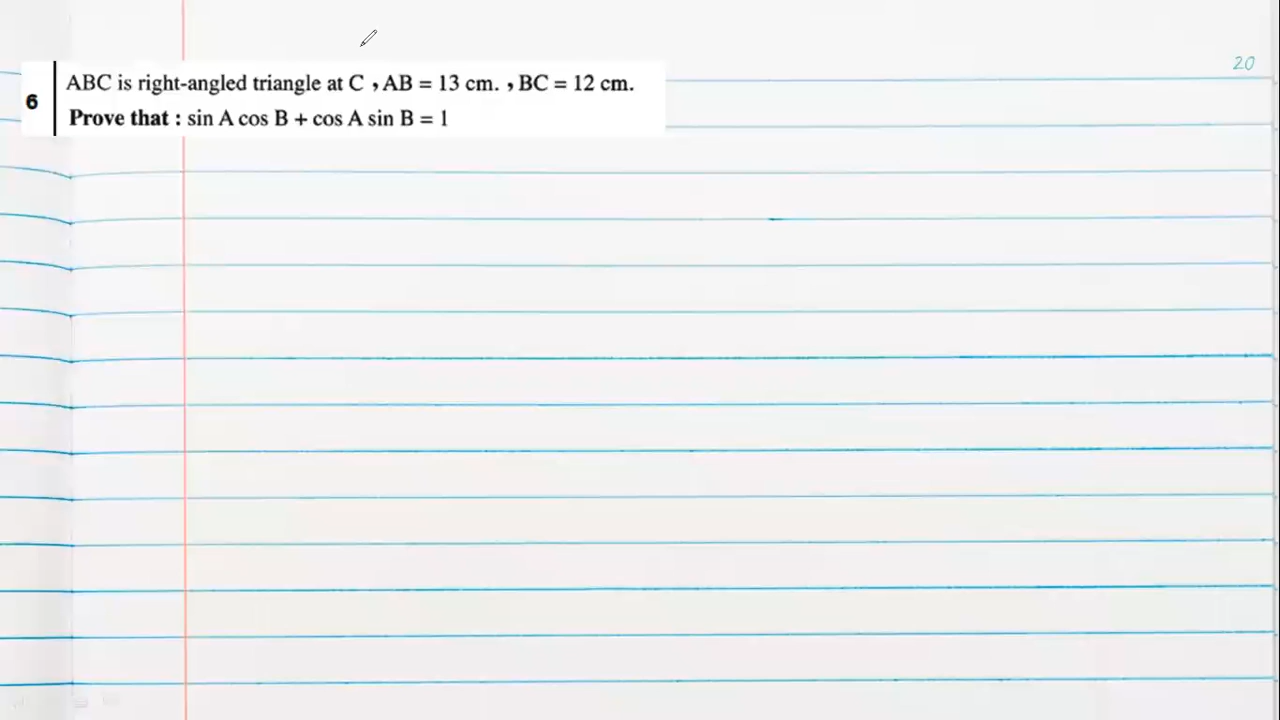 20
6
ABC is right-angled triangle at C , AB = 13 cm. , BC = 12 cm.
Prove that : sin A cos B + cos A sin B = 1